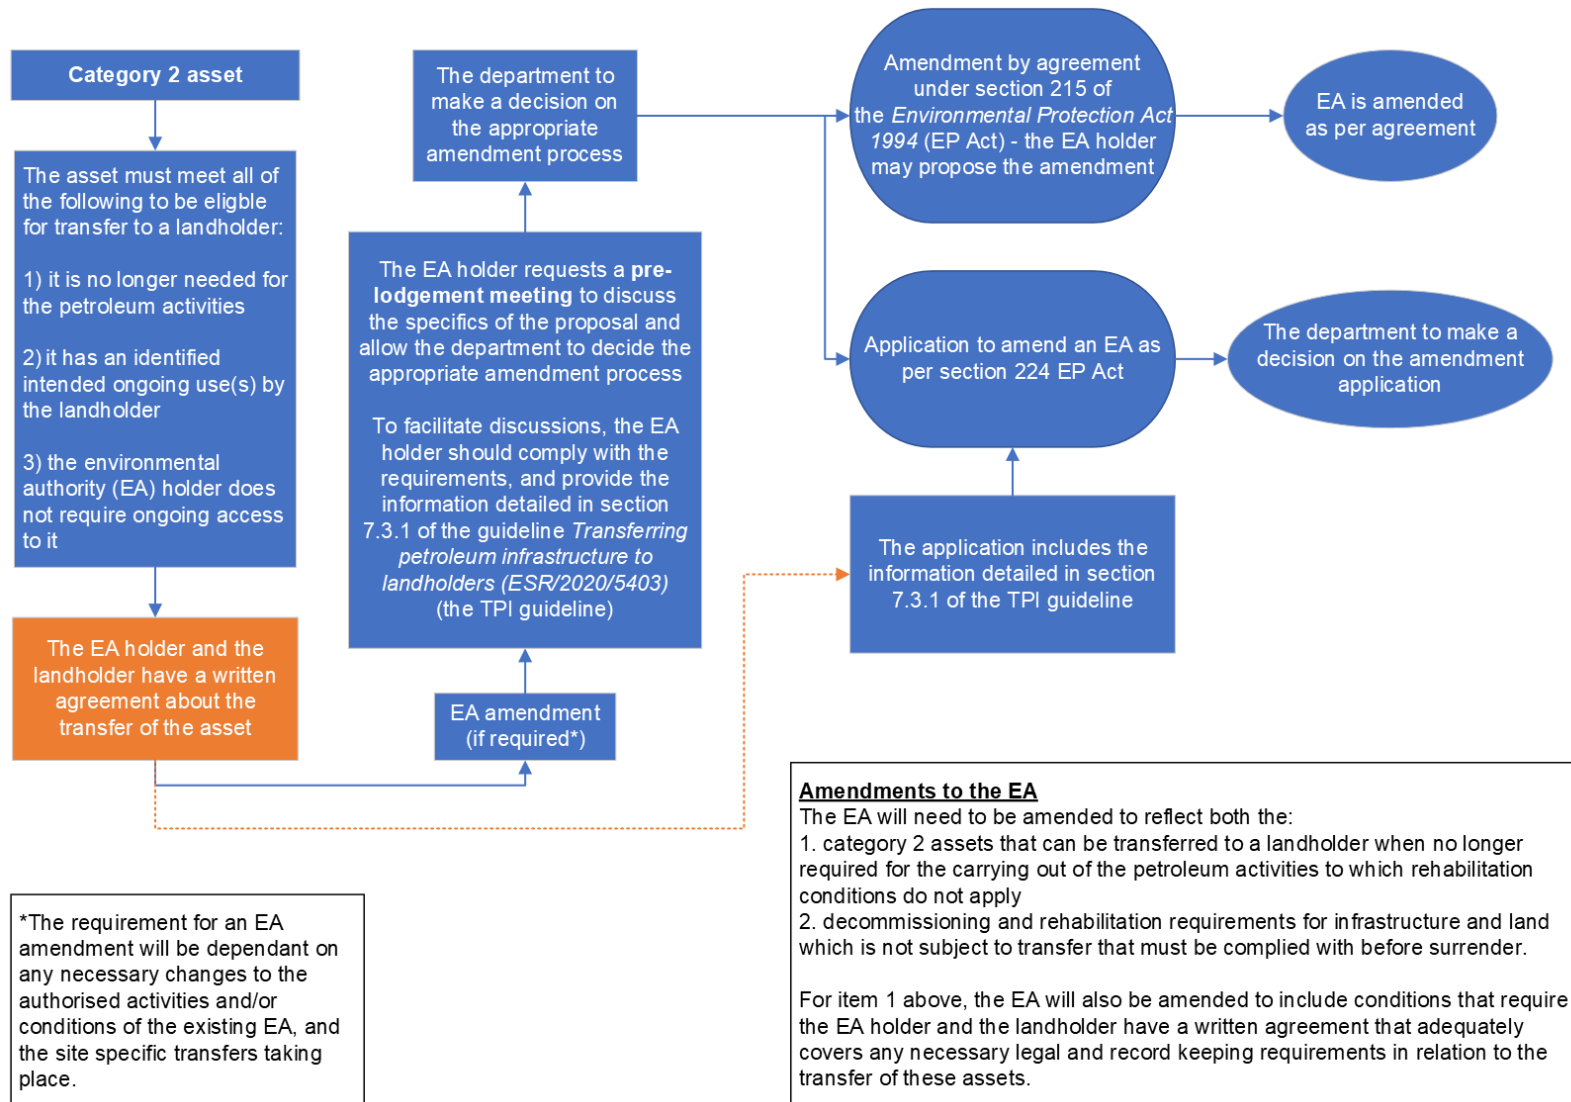 Category 2 asset
The asset must meet all of
the following to be eligble
for transfer to a landholder:
1) it is no longer needed for
the petroleum activities
2) it has an identified
intended ongoing use(s) by
the landholder
3) the environmental
authority (EA) holder does
not require ongoing access
to it
The EA holder and the
landholder have a written
agreement about the
transfer of the asset
EA amendment
(if required*)
The EA holder requests a pre-
lodgement meeting to discuss
the specifics of the proposal and
allow the department to decide the
appropriate amendment process
To facilitate discussions, the EA
holder should comply with the
requirements, and provide the
information detailed in section
7.3.1 of the guideline Transferring
petroleum infrastructure to
landholders (ESR/2020/5403)
(the TPI guideline)
The department to
make a decision on
the appropriate
amendment process
Amendment by agreement
under section 215 of
the Environmental Protection Act
1994 (EP Act) - the EA holder
may propose the amendment
EA is amended
as per agreement
Application to amend an EA as
per section 224 EP Act
The department to make a
decision on the amendment
application
The application includes the
information detailed in section
7.3.1 of the TPI guideline
*The requirement for an EA
amendment will be dependant on
any necessary changes to the
authorised activities and/or
conditions of the existing EA, and
the site specific transfers taking
place.
Amendments to the EA
The EA will need to be amended to reflect both the:
1. category 2 assets that can be transferred to a landholder when no longer
required for the carrying out of the petroleum activities to which rehabilitation
conditions do not apply
2. decommissioning and rehabilitation requirements for infrastructure and land
which is not subject to transfer that must be complied with before surrender.
For item 1 above, the EA will also be amended to include conditions that require
the EA holder and the landholder have a written agreement that adequately
covers any necessary legal and record keeping requirements in relation to the
transfer of these assets.